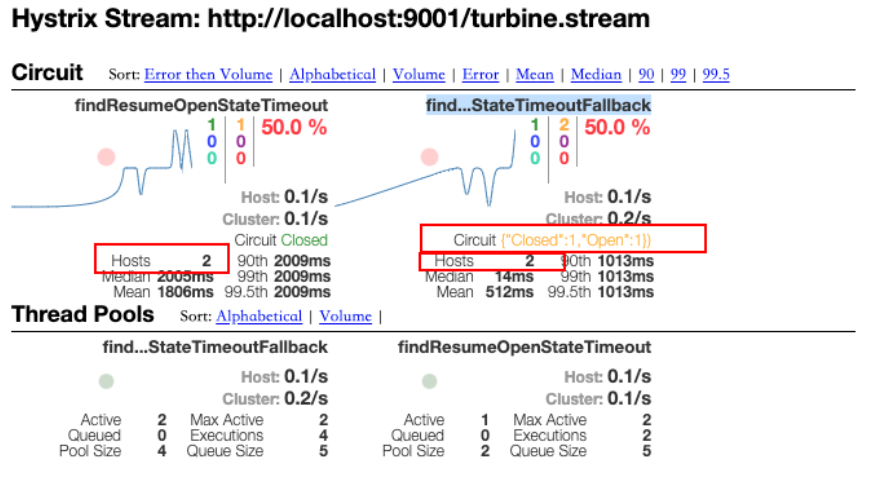 Hystrix Stream: http://localhost:9001/turbine.stream
Circuit Sort: Error then Volume | Alphabetical | Volume | Error | Mean | Median | 90 | 99 | 99.5
findResumeOpenStateTimeout
1 1 50.0 %
0 0
0 0
Host: 0.1/s
Cluster: 0.1/s
Circuit Closed
Hosts 2 90th 2009ms
Median 2005ms 99th 2009ms
Mean 1806ms 99.5th 2009ms
find...StateTimeoutFallback
1 2 50.0 %
0 0
0 0
Host: 0.1/s
Cluster: 0.2/s
Circuit {"Closed":1,"Open":1})
Hosts 2 90th 1013ms
Median 14ms 99th 1013ms
Mean 512ms 99.5th 1013ms
Thread Pools Sort: Alphabetical | Volume |
find...StateTimeoutFallback
Host: 0.1/s
Cluster: 0.2/s
Active 2 Max Active 2
Queued 0 Executions 4
Pool Size 4 Queue Size 5
findResumeOpenStateTimeout
Host: 0.1/s
Cluster: 0.1/s
Active 1 Max Active 2
Queued 0 Executions 2
Pool Size 2 Queue Size 5